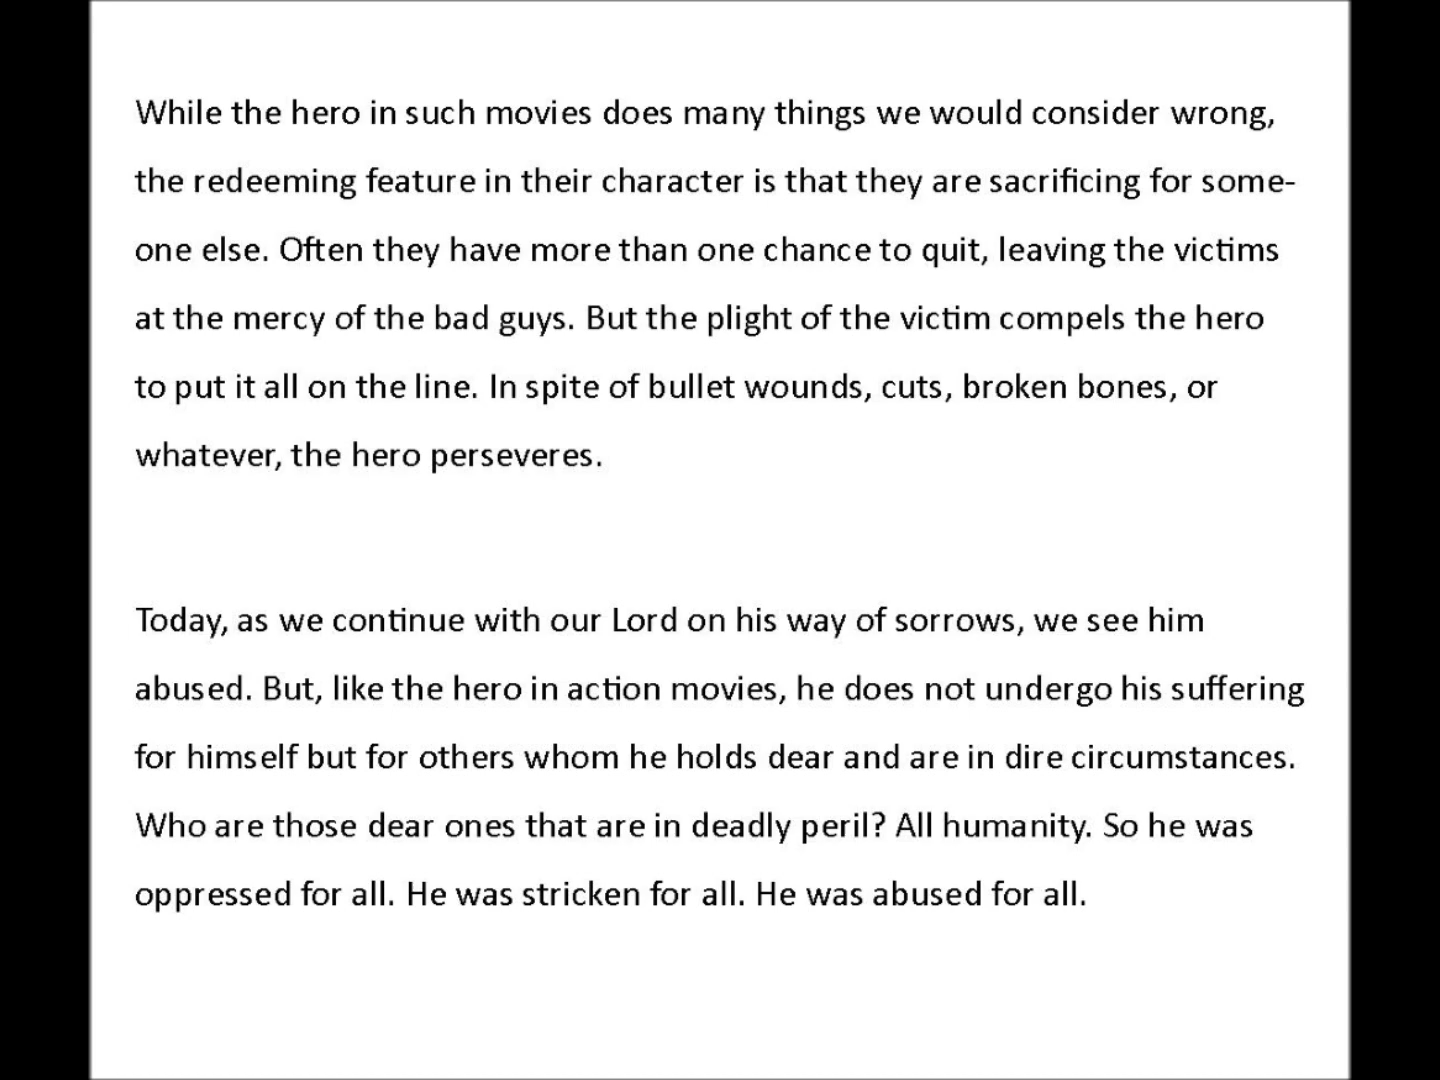 While the hero in such movies does many things we would consider wrong,
the redeeming feature in their character is that they are sacrificing for some-
one else. Often they have more than one chance to quit, leaving the victims
at the mercy of the bad guys. But the plight of the victim compels the hero
to put it all on the line. In spite of bullet wounds, cuts, broken bones, or
whatever, the hero perseveres.
Today, as we continue with our Lord on his way of sorrows, we see him
abused. But, like the hero in action movies, he does not undergo his suffering
for himself but for others whom he holds dear and are in dire circumstances.
Who are those dear ones that are in deadly peril? All humanity. So he was
oppressed for all. He was stricken for all. He was abused for all.